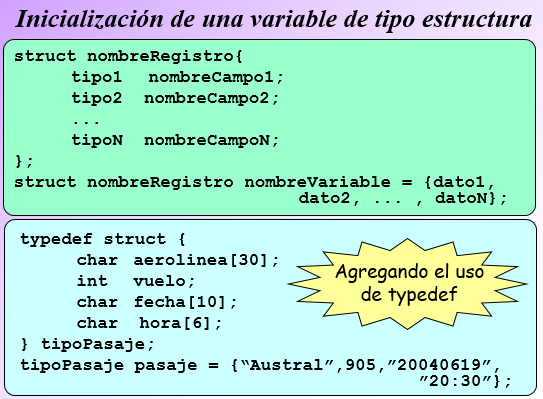 Inicialización de una variable de tipo estructura
struct nombreRegistro{
tipo1 nombreCampo1;
tipo2 nombreCampo2;
...
tipoN nombreCampoN;
};
struct nombreRegistro nombreVariable = {dato1,
dato2, ... , datoN};
typedef struct {
char aerolinea[30];
int vuelo;
char fecha[10];
char hora[6];
} tipoPasaje;
tipoPasaje pasaje = {“Austral”,905,”20040619”,
”20:30”};
Agregando el uso
de typedef